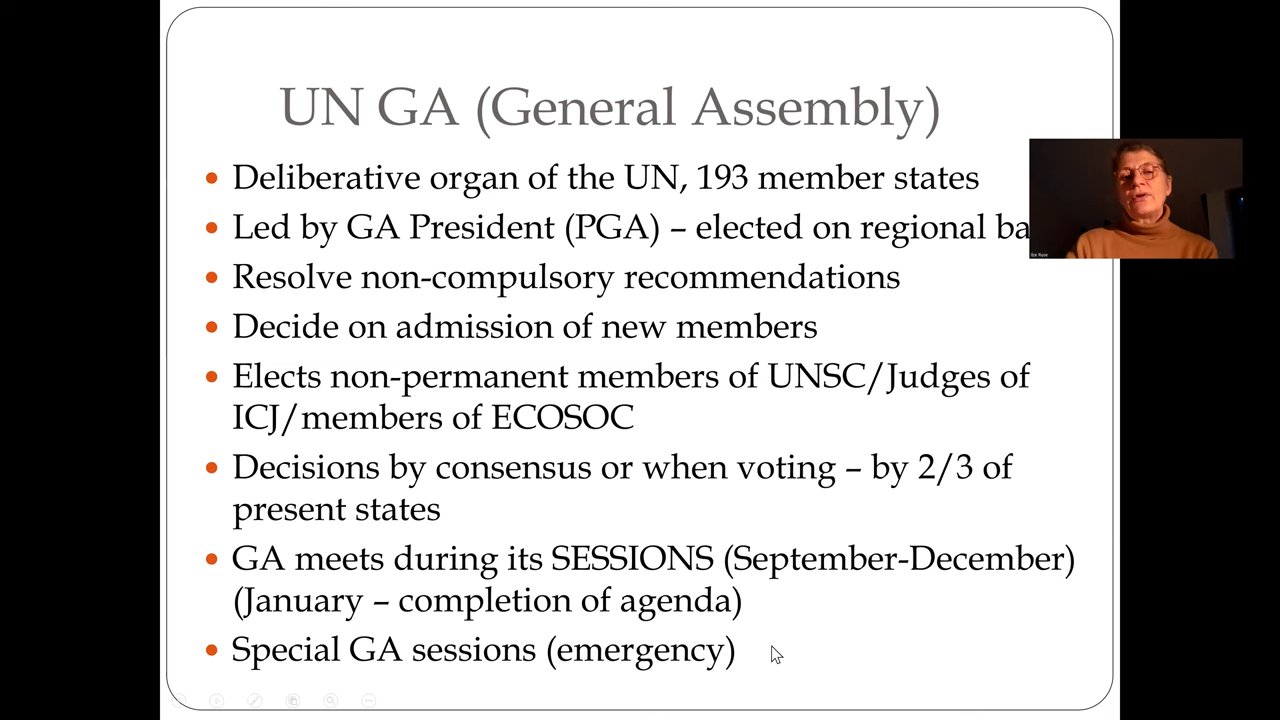 UN GA (General Assembly)
• Deliberative organ of the UN, 193 member states
• Led by GA President (PGA) – elected on regional ba
• Resolve non-compulsory recommendations
• Decide on admission of new members
• Elects non-permanent members of UNSC/Judges of
ICJ/members of ECOSOC
• Decisions by consensus or when voting – by 2/3 of
present states
• GA meets during its SESSIONS (September-December)
(January – completion of agenda)
• Special GA sessions (emergency)